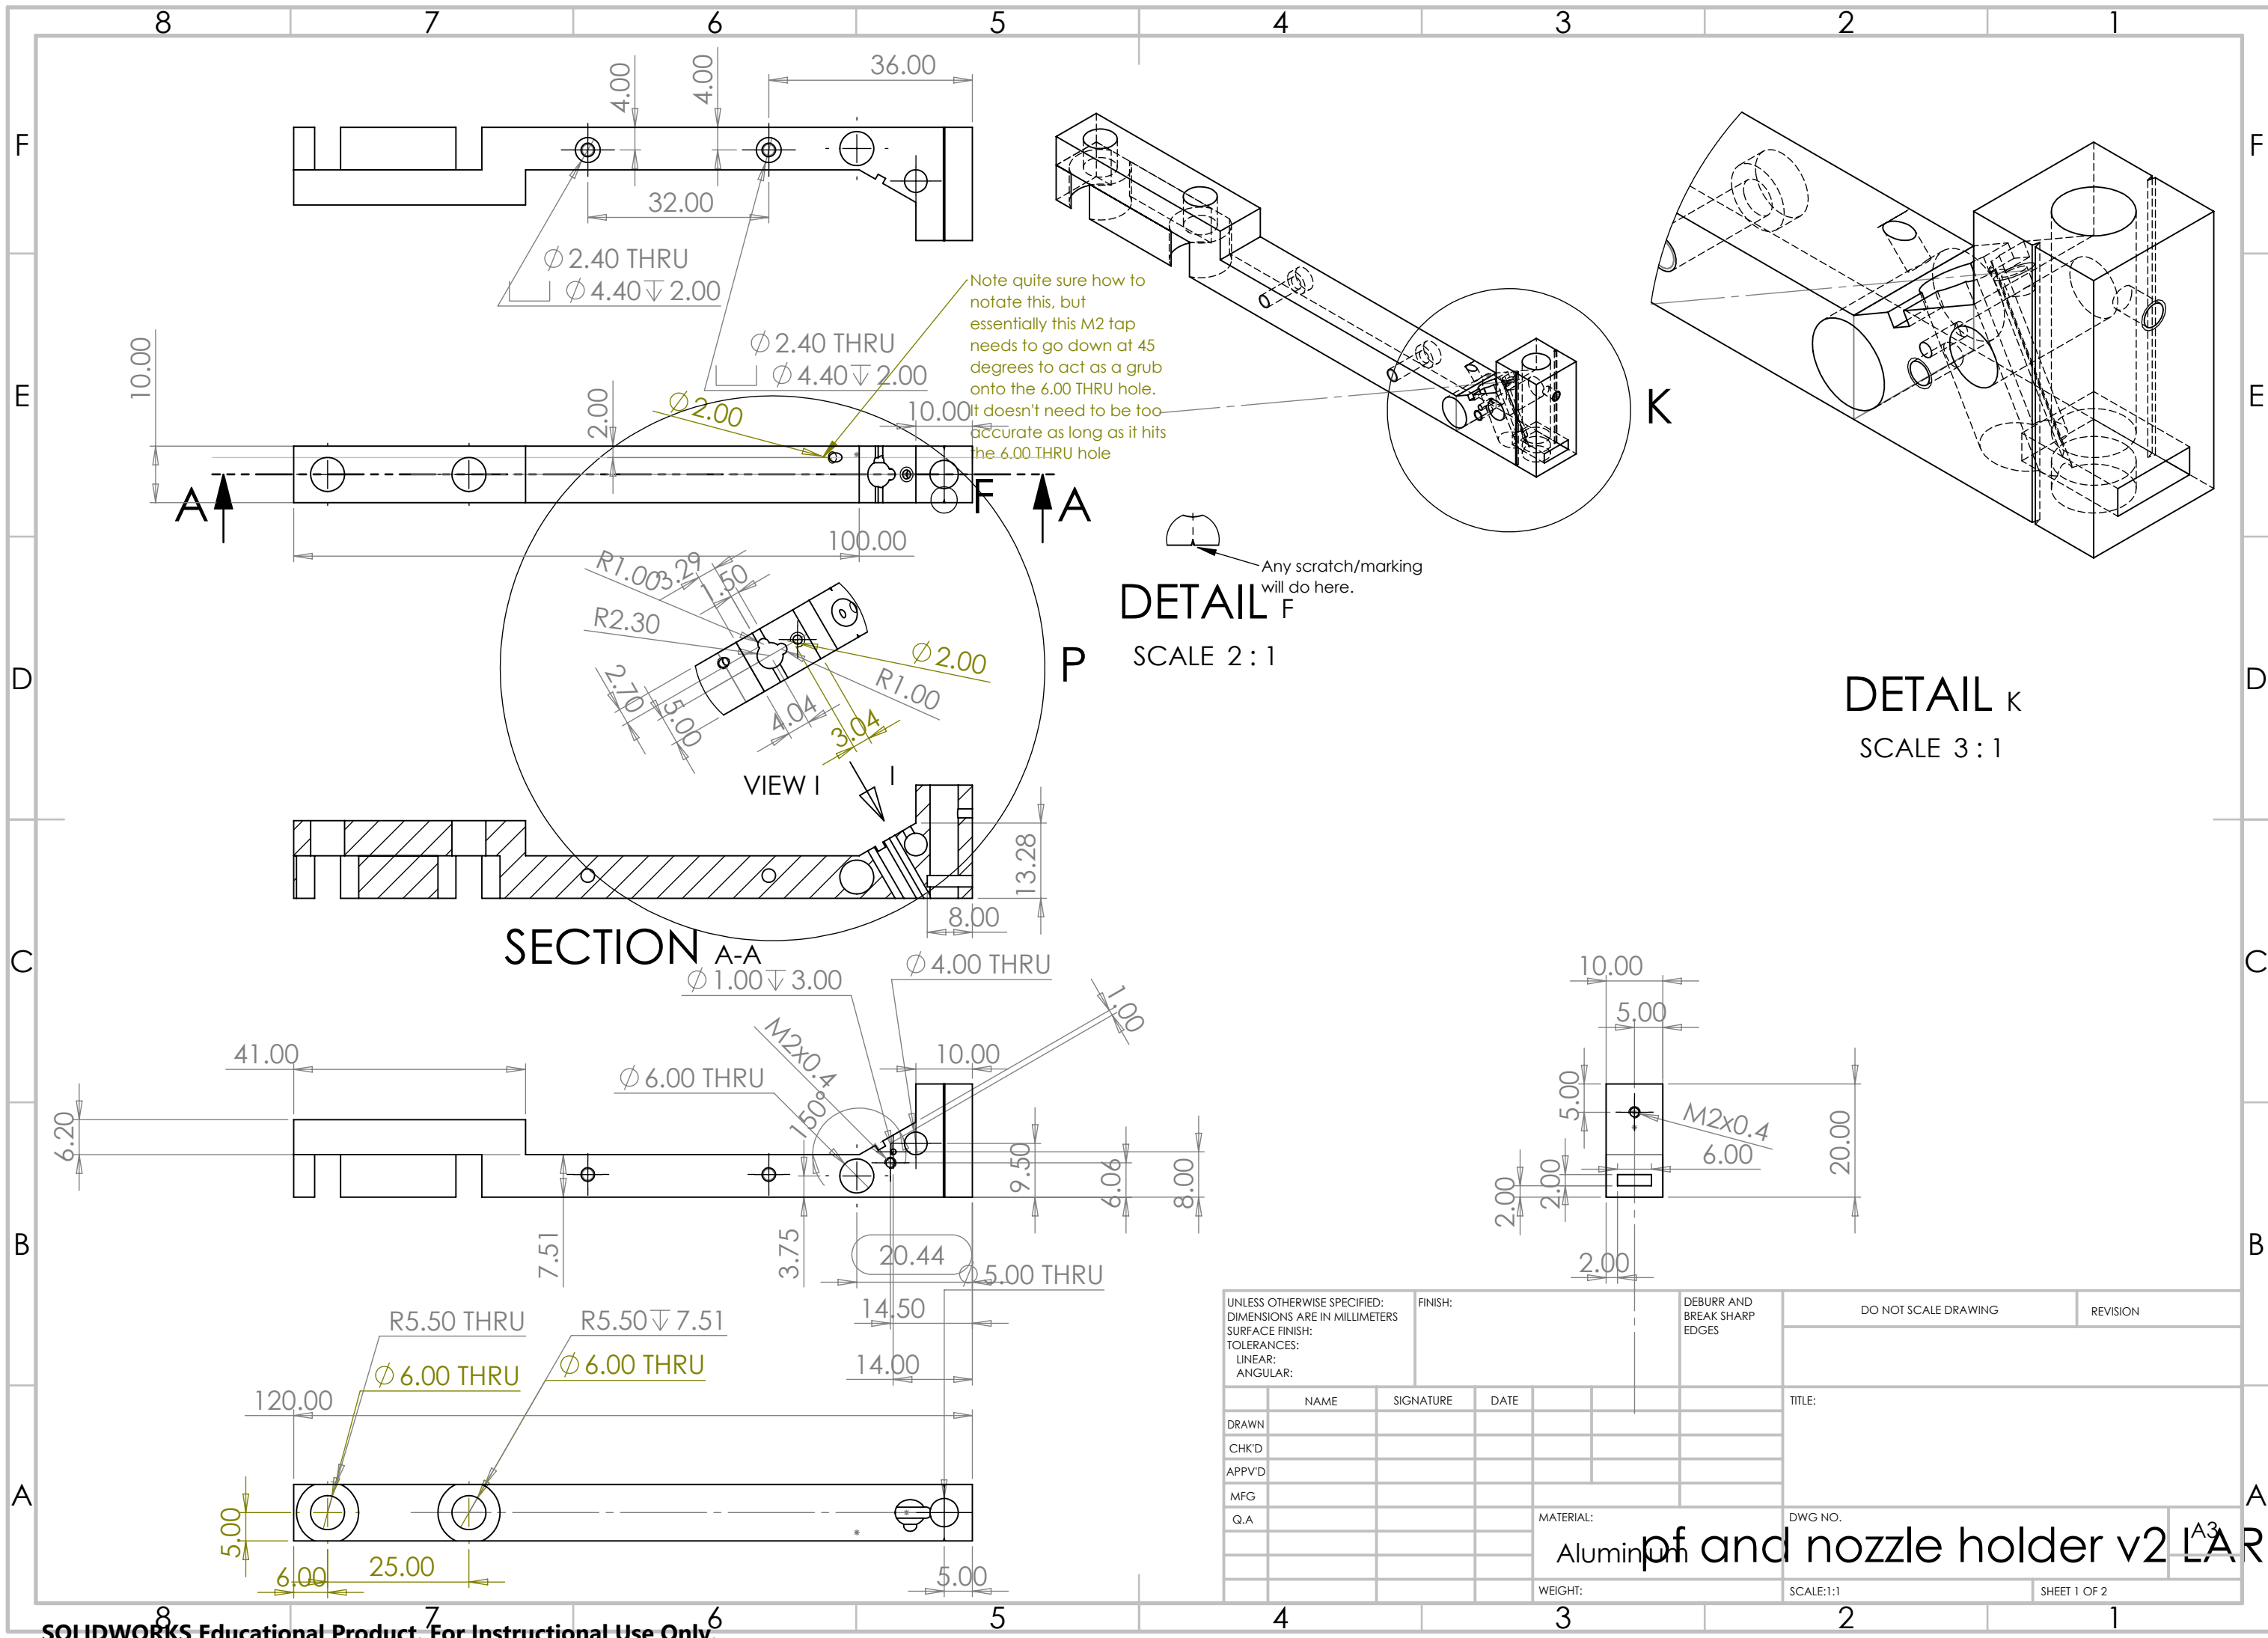 8 7 6 5 4 3 2 1
F
E
D
C
B
A
F
E
D
C
B
A
4.00
4.00
36.00
32.00
∅ 2.40 THRU
⌴ ∅ 4.40 ↧ 2.00
∅ 2.40 THRU
⌴ ∅ 4.40 ↧ 2.00
Note quite sure how to
notate this, but
essentially this M2 tap
needs to go down at 45
degrees to act as a grub
onto the 6.00 THRU hole.
It doesn't need to be too
accurate as long as it hits
the 6.00 THRU hole
10.00
2.00
∅2.00
10.00
A
A
F
100.00
K
R1.00
3.29
1.50
R2.30
∅2.00
R1.00
2.70
5.00
4.04
3.04
P
VIEW I
I
Any scratch/marking
will do here.
DETAIL F
SCALE 2 : 1
DETAIL K
SCALE 3 : 1
13.28
8.00
SECTION A-A
∅ 1.00 ↧ 3.00
∅ 4.00 THRU
1.00
M2x0.4
41.00
10.00
∅ 6.00 THRU
150°
6.20
9.50
6.06
8.00
7.51
3.75
20.44
∅ 5.00 THRU
14.50
14.00
10.00
5.00
5.00
M2x0.4
6.00
20.00
2.00
2.00
2.00
R5.50 THRU
R5.50 ↧ 7.51
∅ 6.00 THRU
∅ 6.00 THRU
120.00
5.00
6.00
25.00
5.00
UNLESS OTHERWISE SPECIFIED:
DIMENSIONS ARE IN MILLIMETERS
SURFACE FINISH:
TOLERANCES:
LINEAR:
ANGULAR:
FINISH:
DEBURR AND
BREAK SHARP
EDGES
DO NOT SCALE DRAWING
REVISION
NAME
SIGNATURE
DATE
TITLE:
DRAWN
CHK'D
APPV'D
MFG
Q.A
MATERIAL:
Aluminium
DWG NO.
pf and nozzle holder v2 LAR
A3
WEIGHT:
SCALE:1:1
SHEET 1 OF 2
8 7 6 5 4 3 2 1
SOLIDWORKS Educational Product. For Instructional Use Only.